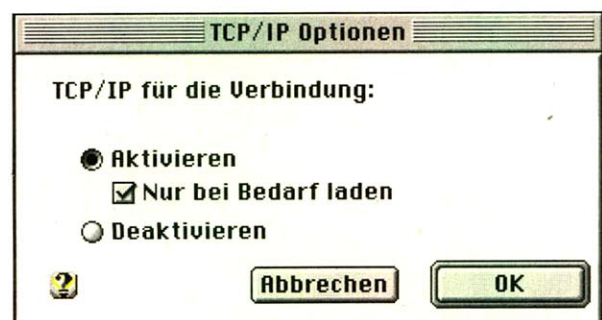 TCP/IP Optionen
TCP/IP für die Verbindung:
Aktivieren
Nur bei Bedarf laden
Deaktivieren
?
Abbrechen
OK